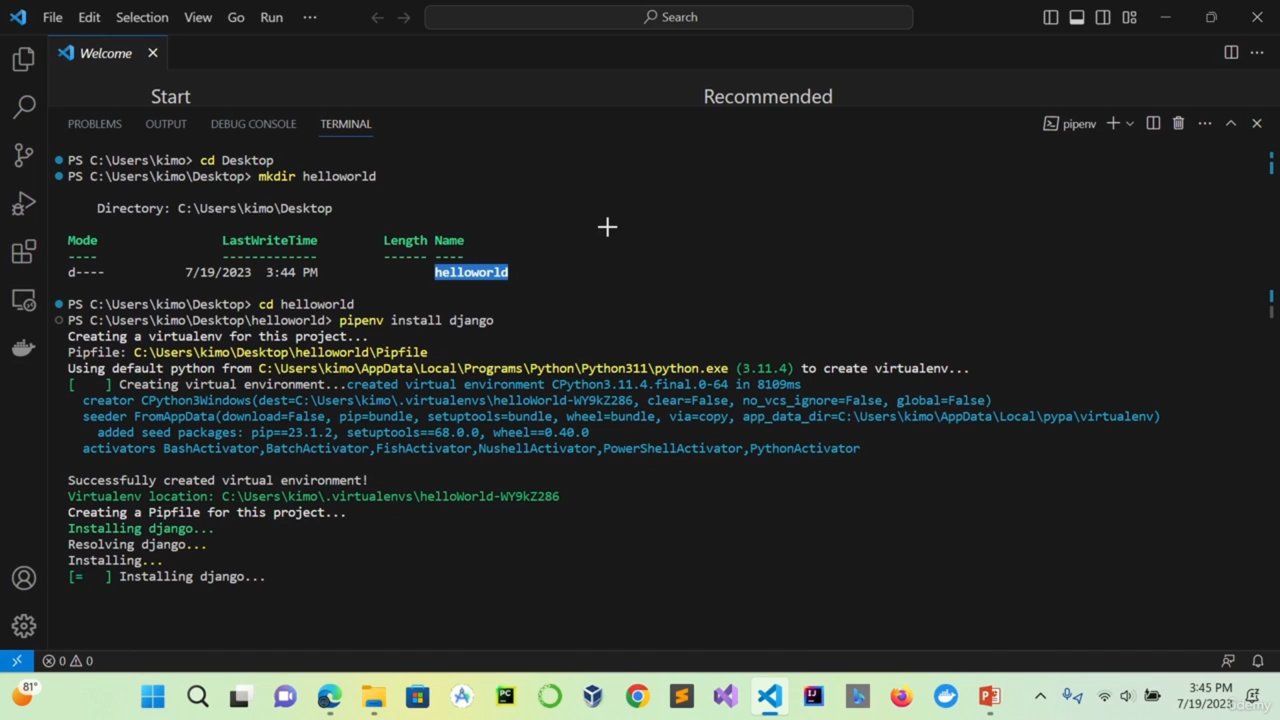 File Edit Selection View Go Run ··· Search
Welcome
Start Recommended
PROBLEMS OUTPUT DEBUG CONSOLE TERMINAL pipenv
PS C:\Users\kimo> cd Desktop
PS C:\Users\kimo\Desktop> mkdir helloworld
Directory: C:\Users\kimo\Desktop
Mode LastWriteTime Length Name
---- ------------- ------ ----
d---- 7/19/2023 3:44 PM helloworld
PS C:\Users\kimo\Desktop> cd helloworld
PS C:\Users\kimo\Desktop\helloworld> pipenv install django
Creating a virtualenv for this project...
Pipfile: C:\Users\kimo\Desktop\helloworld\Pipfile
Using default python from C:\Users\kimo\AppData\Local\Programs\Python\Python311\python.exe (3.11.4) to create virtualenv...
[    ] Creating virtual environment...created virtual environment CPython3.11.4.final.0-64 in 8109ms
creator CPython3Windows(dest=C:\Users\kimo\.virtualenvs\helloWorld-WY9kZ286, clear=False, no_vcs_ignore=False, global=False)
seeder FromAppData(download=False, pip=bundle, setuptools=bundle, wheel=bundle, via=copy, app_data_dir=C:\Users\kimo\AppData\Local\pypa\virtualenv)
added seed packages: pip==23.1.2, setuptools==68.0.0, wheel==0.40.0
activators BashActivator,BatchActivator,FishActivator,NushellActivator,PowerShellActivator,PythonActivator
Successfully created virtual environment!
Virtualenv location: C:\Users\kimo\.virtualenvs\helloWorld-WY9kZ286
Creating a Pipfile for this project...
Installing django...
Resolving django...
Installing...
[=   ] Installing django...
0 0
81°
3:45 PM
7/19/2023
Udemy